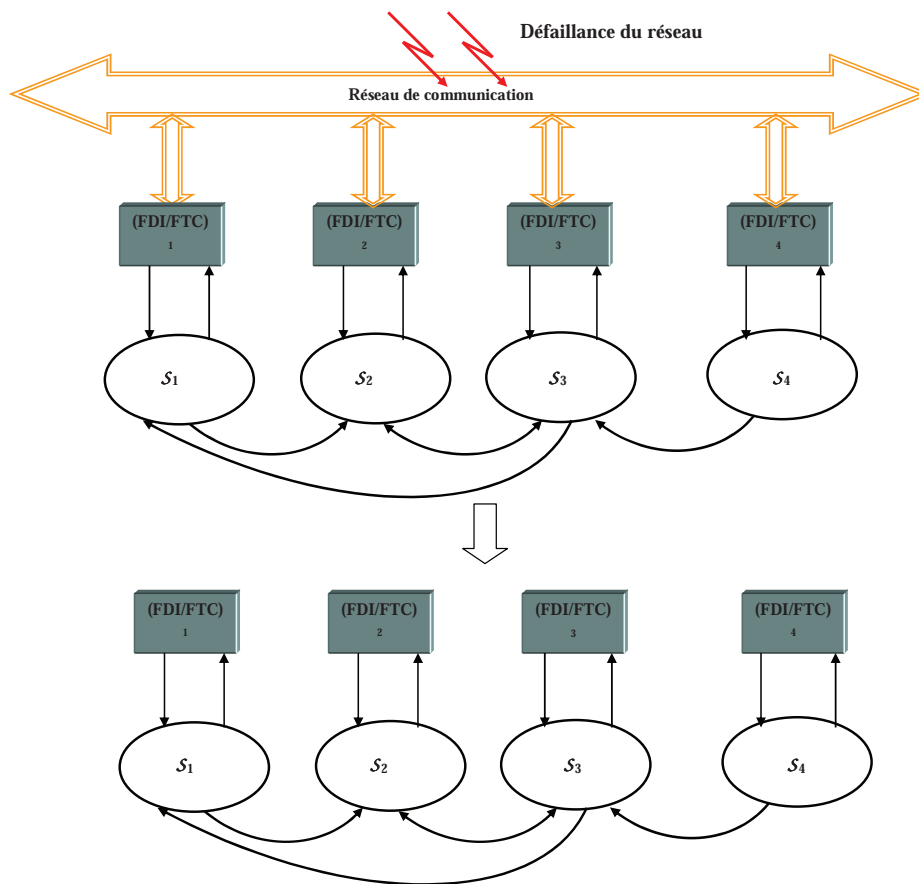 Défaillance du réseau
Réseau de communication
(FDI/FTC) (FDI/FTC) (FDI/FTC) (FDI/FTC)
1 2 3 4
S1 S2 S3 S4
(FDI/FTC) (FDI/FTC) (FDI/FTC) (FDI/FTC)
1 2 3 4
S1 S2 S3 S4